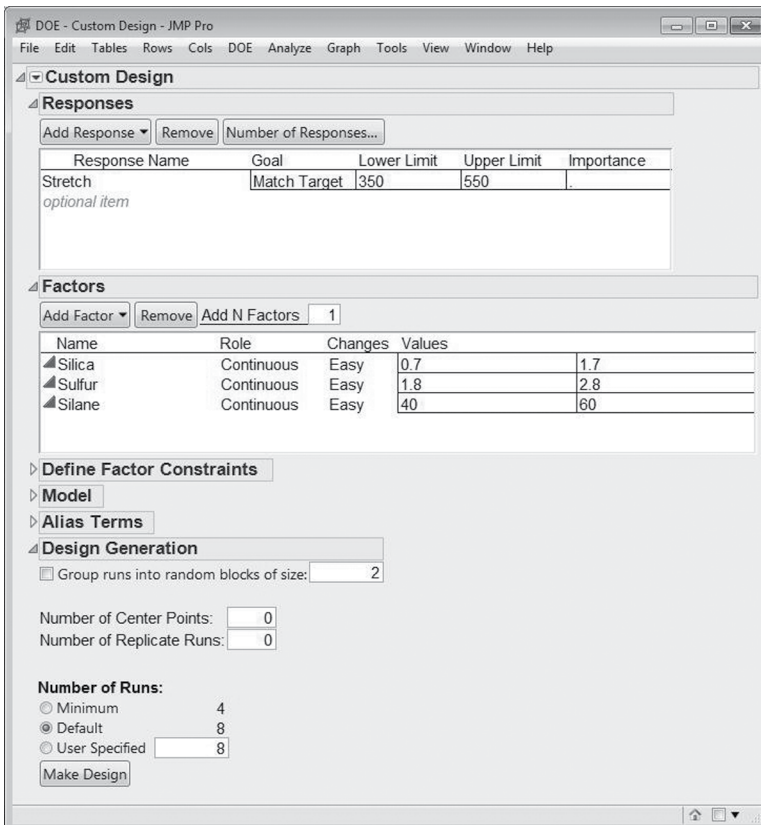 DOE - Custom Design - JMP Pro
File Edit Tables Rows Cols DOE Analyze Graph Tools View Window Help
Custom Design
Responses
Add Response Remove Number of Responses...
Response Name Goal Lower Limit Upper Limit Importance
Stretch Match Target 350 550 .
optional item
Factors
Add Factor Remove Add N Factors 1
Name Role Changes Values
Silica Continuous Easy 0.7 1.7
Sulfur Continuous Easy 1.8 2.8
Silane Continuous Easy 40 60
Define Factor Constraints
Model
Alias Terms
Design Generation
Group runs into random blocks of size: 2
Number of Center Points: 0
Number of Replicate Runs: 0
Number of Runs:
Minimum 4
Default 8
User Specified 8
Make Design